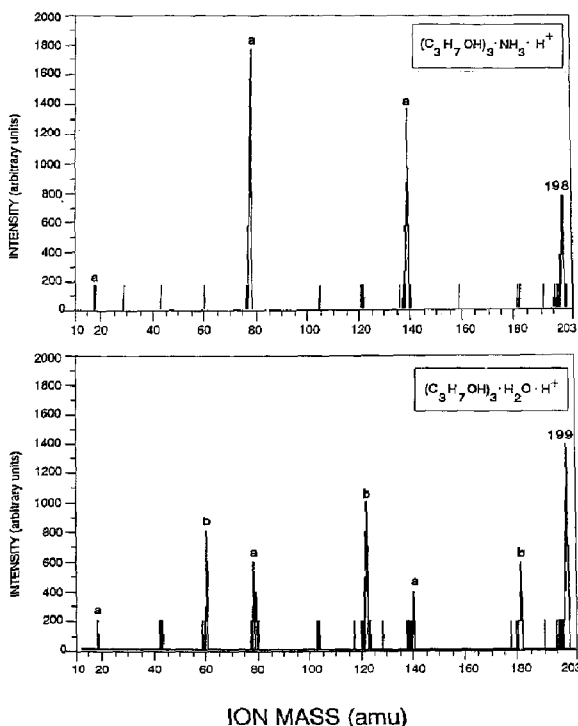 2000
1800
1600
1400
1200
1000
800
600
400
200
0
INTENSITY (arbitrary units)
(C₃H₇OH)₃·NH₃·H⁺
a
a
a
198
10 20 40 60 80 100 120 140 160 180 203
2000
1800
1600
1400
1200
1000
800
600
400
200
0
INTENSITY (arbitrary units)
(C₃H₇OH)₃·H₂O·H⁺
a
b
a
b
a
b
199
10 20 40 60 80 100 120 140 160 180 203
ION MASS (amu)